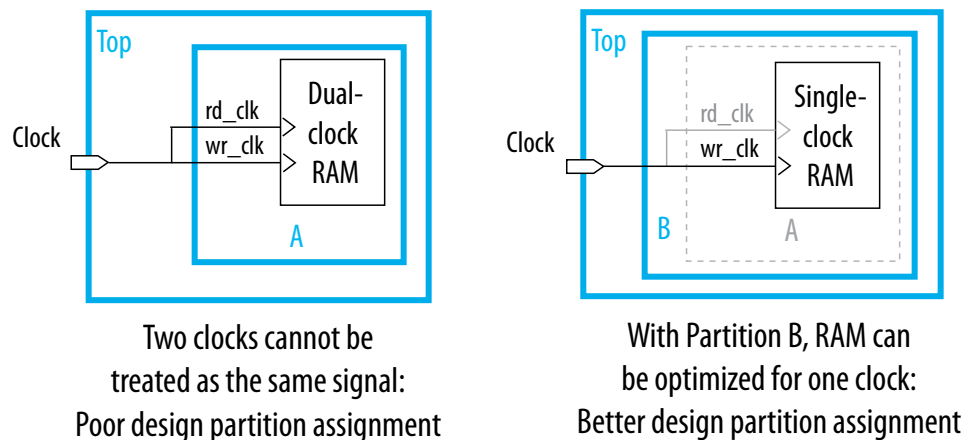 Top
Dual-
clock
RAM
rd_clk
wr_clk
Clock
A
Two clocks cannot be
treated as the same signal:
Poor design partition assignment
Top
Single-
clock
RAM
rd_clk
wr_clk
Clock
B
A
With Partition B, RAM can
be optimized for one clock:
Better design partition assignment